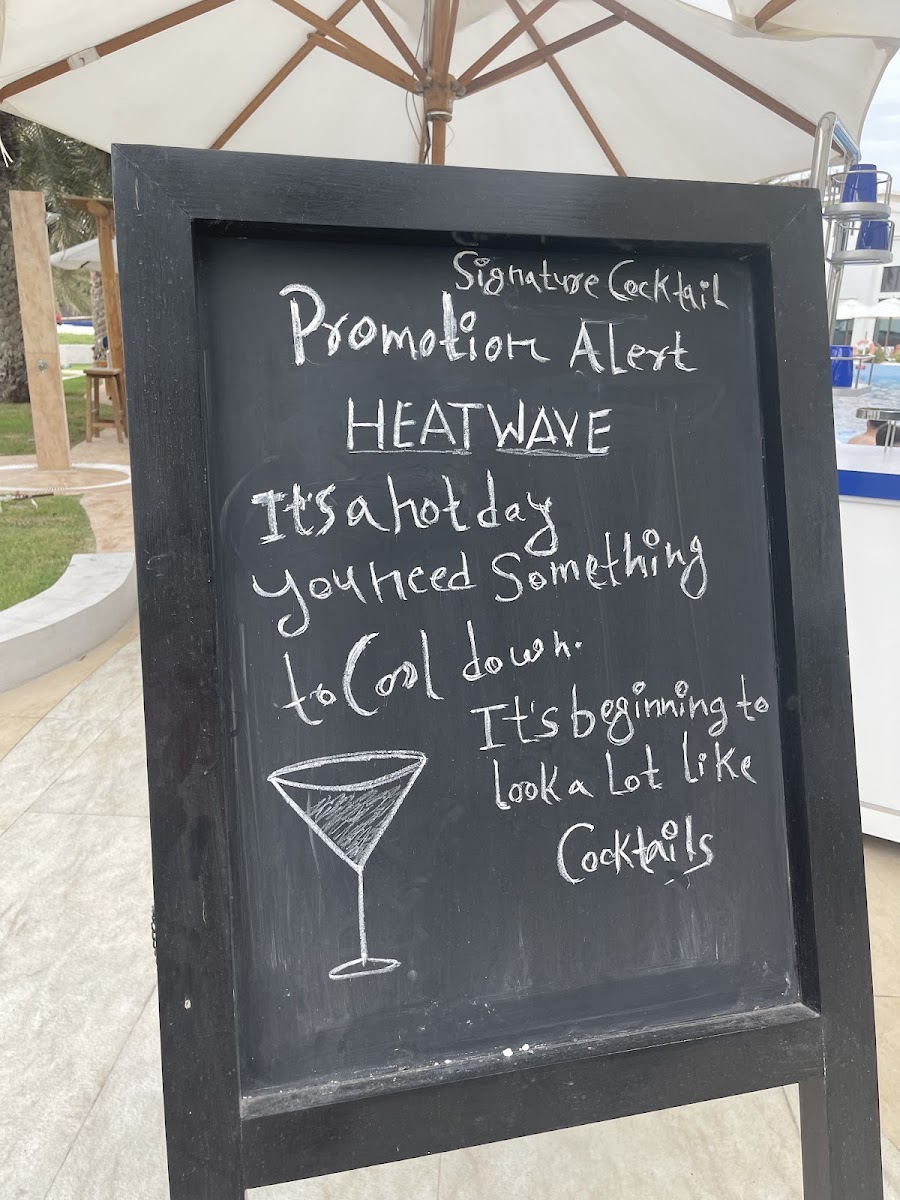 Signature Cocktail
Promotion Alert
HEATWAVE
It's a hot day
you need Something
to Cool down.
It's beginning to
look a Lot like
Cocktails